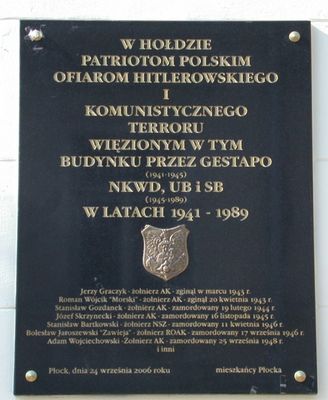 W HOŁDZIE
PATRIOTOM POLSKIM
OFIAROM HITLEROWSKIEGO
I
KOMUNISTYCZNEGO
TERRORU
WIĘZIONYM W TYM
BUDYNKU PRZEZ GESTAPO
(1941-1945)
NKWD, UB i SB
(1945-1989)
W LATACH 1941 - 1989
Jerzy Graczyk - żołnierz AK - zginął w marcu 1943 r.
Roman Wójcik "Morski" - żołnierz AK - zginął 20 kwietnia 1943 r.
Stanisław Gozdanek - żołnierz AK - zamordowany 19 lutego 1944 r.
Józef Skrzynecki - żołnierz AK - zamordowany 16 listopada 1945 r.
Stanisław Bartkowski - żołnierz NSZ - zamordowany 11 kwietnia 1946 r.
Bolesław Jaroszewski "Zawieja" - żołnierz ROAK - zamordowany 17 września 1946 r.
Adam Wojciechowski - Żołnierz AK - zamordowany 25 września 1948 r.
i inni
Płock, dnia 24 września 2006 roku mieszkańcy Płocka